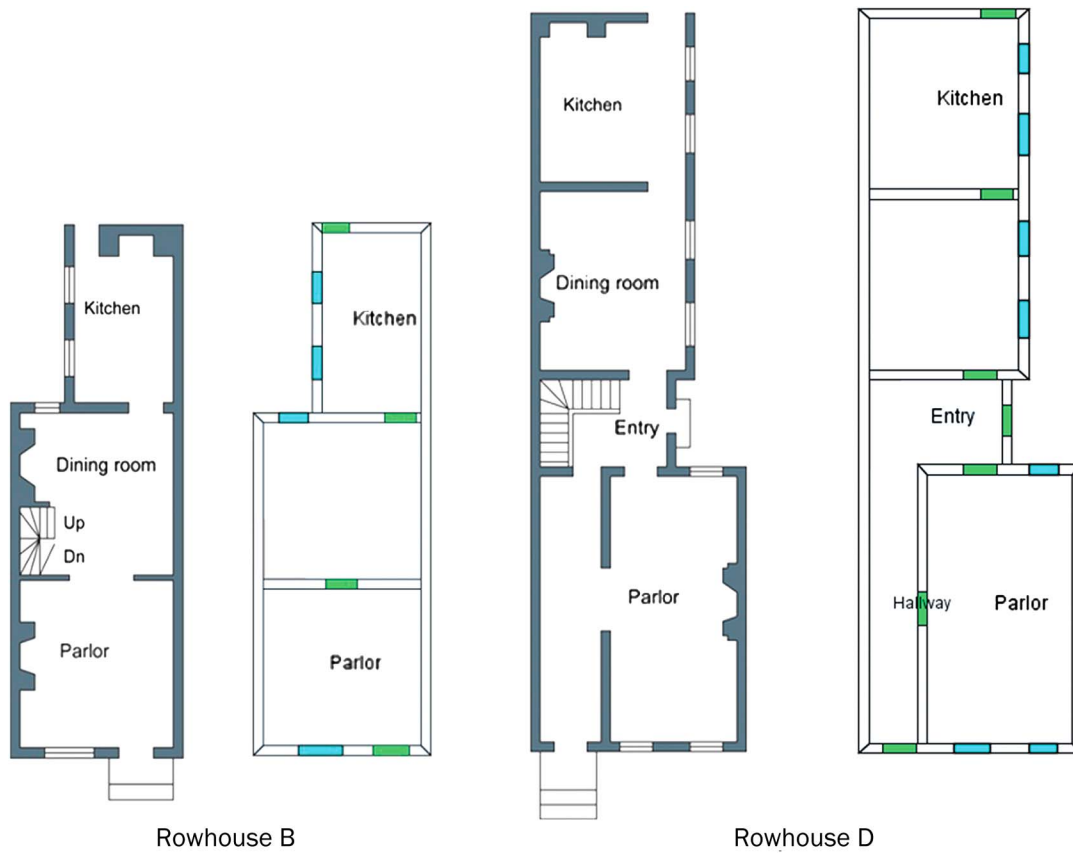 Kitchen
Dining room
Up
Dn
Parlor
Kitchen
Parlor
Rowhouse B
Kitchen
Dining room
Entry
Parlor
Kitchen
Entry
Hallway
Parlor
Rowhouse D